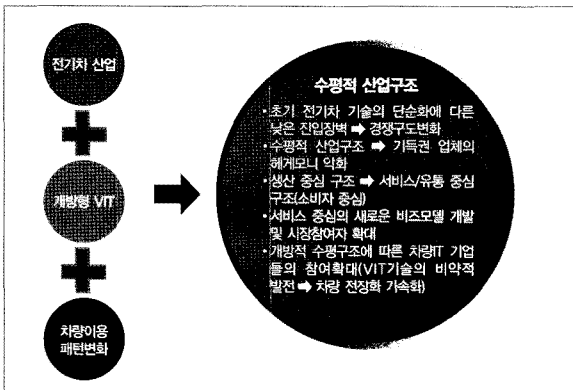 전기차 산업
개방형 VIT
차량이용
패턴변화
수평적 산업구조
• 초기 전기차 기술의 단순화에 다른
낮은 진입장벽 ➡ 경쟁구도변화
• 수평적 산업구조 ➡ 기득권 업체의
헤게모니 악화
• 생산 중심 구조 ➡ 서비스/유통 중심
구조(소비자 중심)
• 서비스 중심의 새로운 비즈모델 개발
및 시장참여자 확대
• 개방적 수평구조에 따른 차량IT 기업
들의 참여확대(VIT기술의 비약적
발전 ➡ 차량 전장화 가속화)